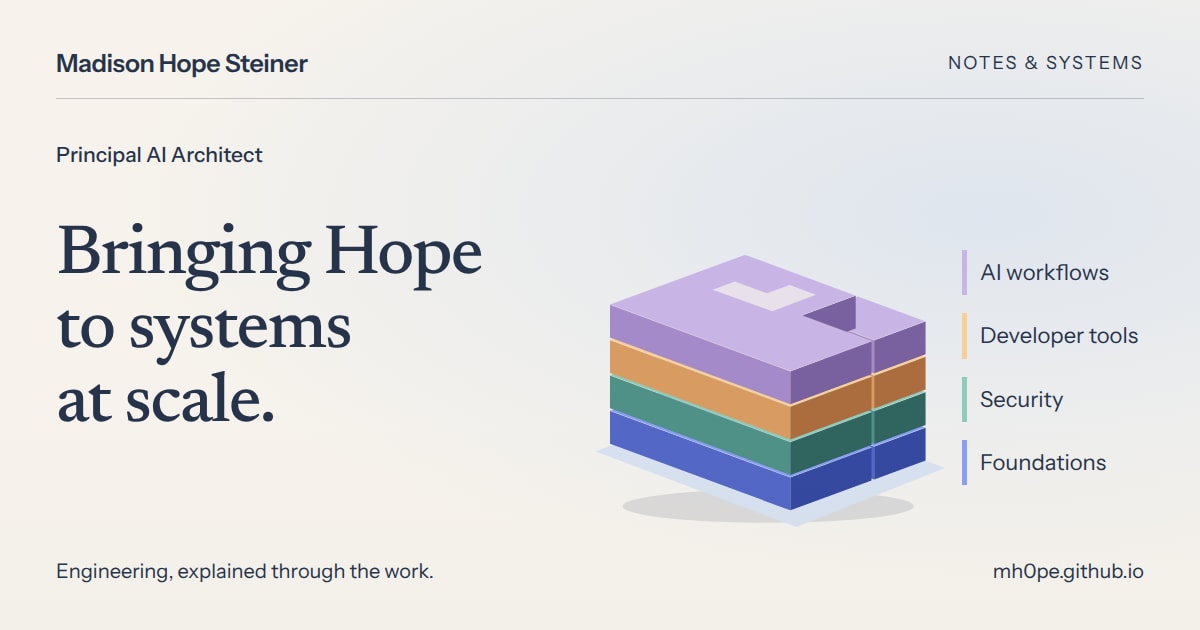 Madison Hope Steiner
NOTES & SYSTEMS
Principal AI Architect
Bringing Hope
to systems
at scale.
AI workflows
Developer tools
Security
Foundations
Engineering, explained through the work.
mh0pe.github.io